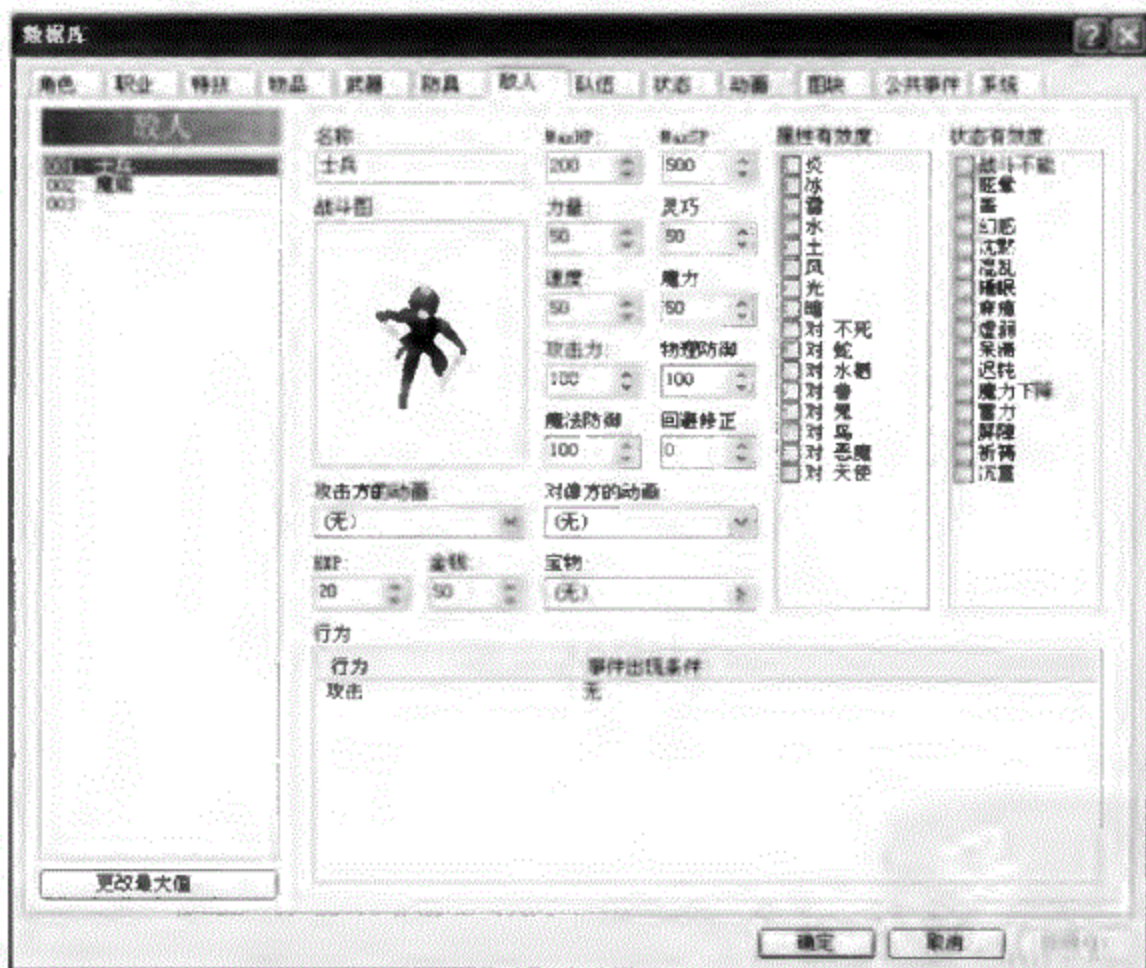 数据库
角色 职业 特技 物品 武器 防具 敌人 队伍 状态 动画 图块 公共事件 系统
敌人
001: 士兵
002: 魔能
003:
更改最大值
名称
士兵
战斗图
MaxHP: MaxSP
200 500
力量: 灵巧
50 50
速度: 魔力
50 50
攻击力: 物理防御
100 100
魔法防御 回避修正
100 0
攻击方的动画: 对像方的动画
(无) (无)
EXP: 金钱: 宝物
20 50 (无)
属性有效度
炎
冰
雷
水
土
风
光
暗
对 不死
对 蛇
对 水栖
对 兽
对 鬼
对 鸟
对 恶魔
对 天使
状态有效度
战斗不能
眩晕
毒
幻惑
沈默
混乱
睡眠
麻痹
虚弱
呆滞
迟钝
魔力下降
蓄力
屏障
祈祷
沉重
行为
行为 事件出现条件
攻击 无
确定 取消